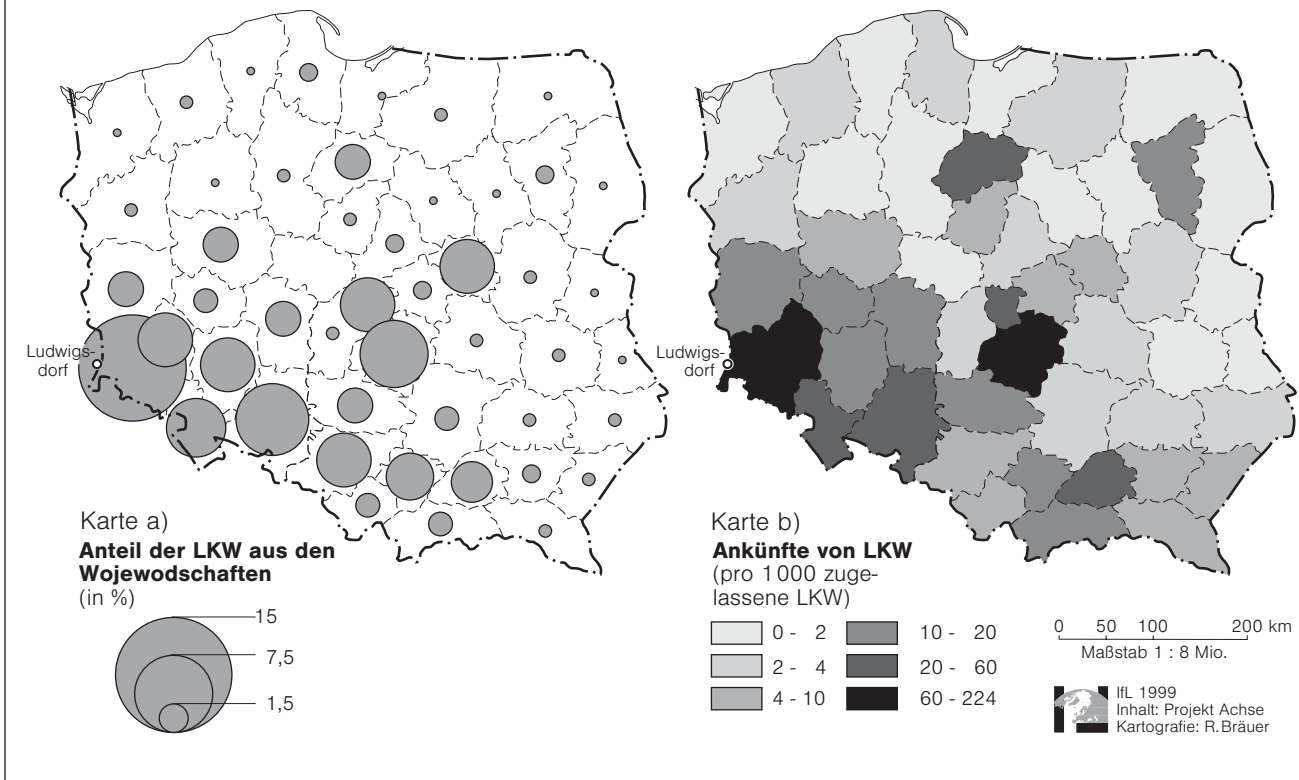 Ludwigs-
dorf
Karte a)
Anteil der LKW aus den
Wojewodschaften
(in %)
15
7,5
1,5
Ludwigs-
dorf
Karte b)
Ankünfte von LKW
(pro 1000 zuge-
lassene LKW)
0 - 2
2 - 4
4 - 10
10 - 20
20 - 60
60 - 224
0 50 100 200 km
Maßstab 1 : 8 Mio.
IfL 1999
Inhalt: Projekt Achse
Kartografie: R.Bräuer